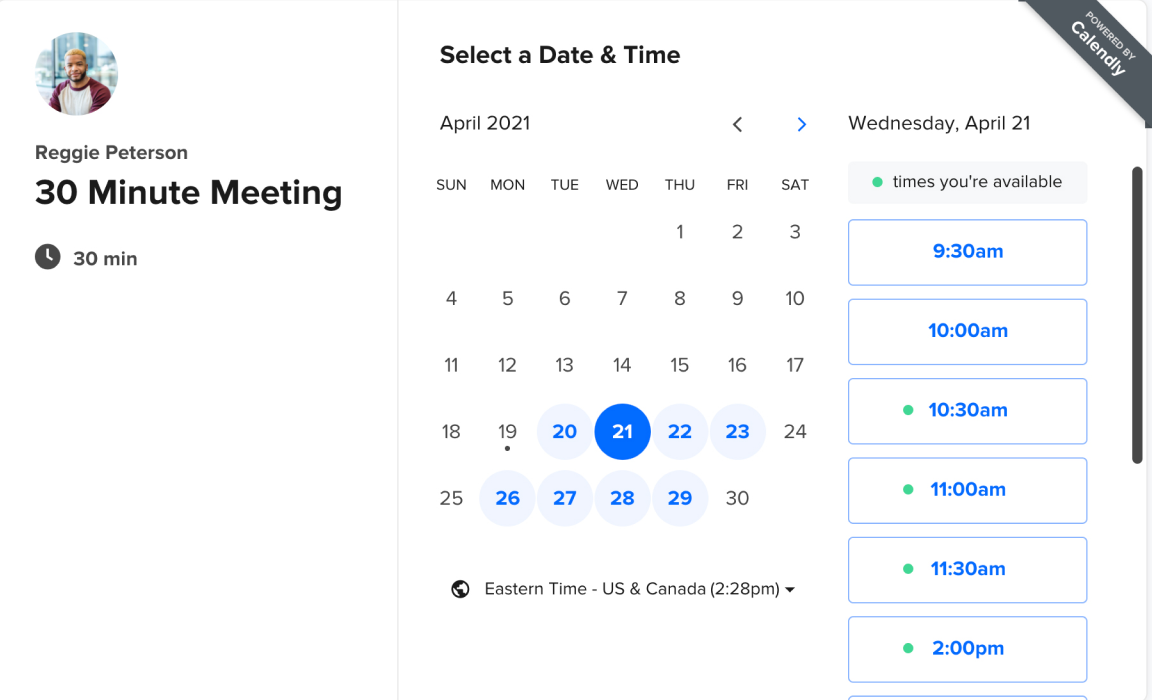 Reggie Peterson
30 Minute Meeting
30 min
Select a Date & Time
POWERED BY
Calendly
April 2021
SUN MON TUE WED THU FRI SAT
1 2 3
4 5 6 7 8 9 10
11 12 13 14 15 16 17
18 19 20 21 22 23 24
25 26 27 28 29 30
Eastern Time - US & Canada (2:28pm)
Wednesday, April 21
times you're available
9:30am
10:00am
10:30am
11:00am
11:30am
2:00pm